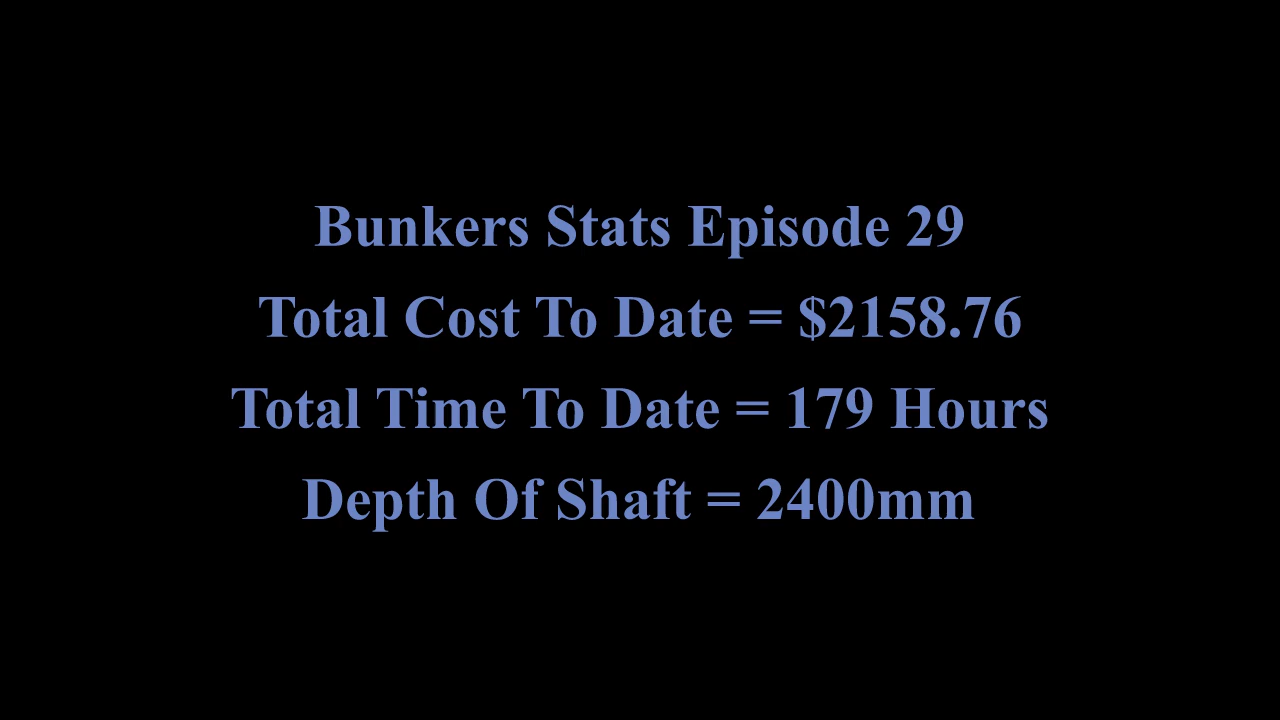 Bunkers Stats Episode 29
Total Cost To Date = $2158.76
Total Time To Date = 179 Hours
Depth Of Shaft = 2400mm